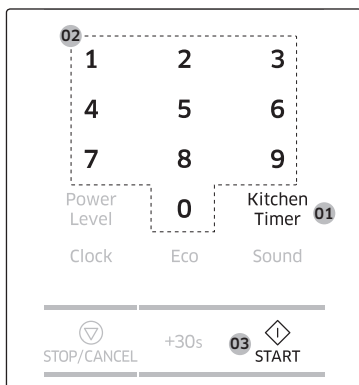 02
1 2 3
4 5 6
7 8 9
Power Level 0 Kitchen Timer 01
Clock Eco Sound
STOP/CANCEL +30s 03 START